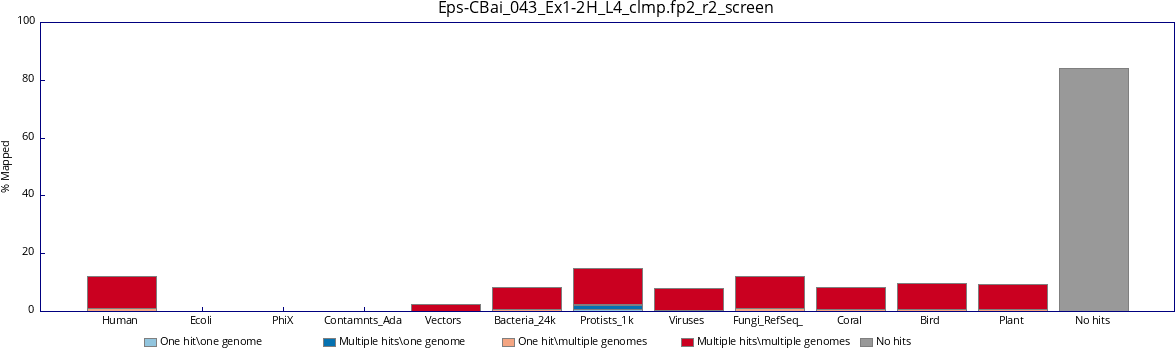 Eps-CBai_043_Ex1-2H_L4_clmp.fp2_r2_screen
100
80
60
40
20
0
% Mapped
Human Ecoli PhiX Contamnts_Ada Vectors Bacteria_24k Protists_1k Viruses Fungi_RefSeq_ Coral Bird Plant No hits
One hit\one genome Multiple hits\one genome One hit\multiple genomes Multiple hits\multiple genomes No hits